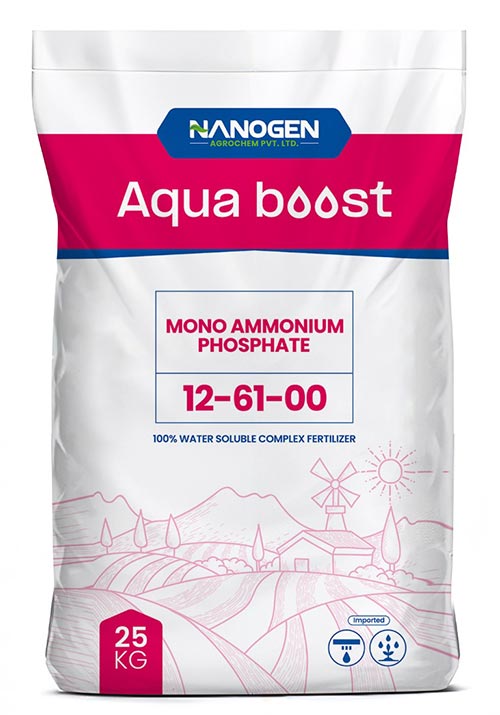 NANOGEN
AGROCHEM PVT. LTD.
Aqua boost
MONO AMMONIUM
PHOSPHATE
12-61-00
100% WATER SOLUBLE COMPLEX FERTILIZER
Imported
25
KG